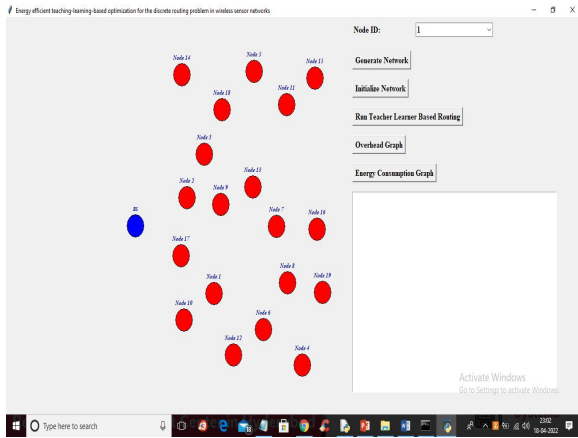 Energy efficient teaching-learning-based optimization for the discrete routing problem in wireless sensor networks
Node ID:
1
Generate Network
Initialize Network
Run Teacher Learner Based Routing
Overhead Graph
Energy Consumption Graph
Node 14
Node 5
Node 15
Node 18
Node 11
Node 3
Node 2
Node 9
Node 13
BS
Node 7
Node 16
Node 17
Node 1
Node 8
Node 19
Node 10
Node 6
Node 12
Node 4
Activate Windows
Go to Settings to activate Windows.
Type here to search
23:02
18-04-2022